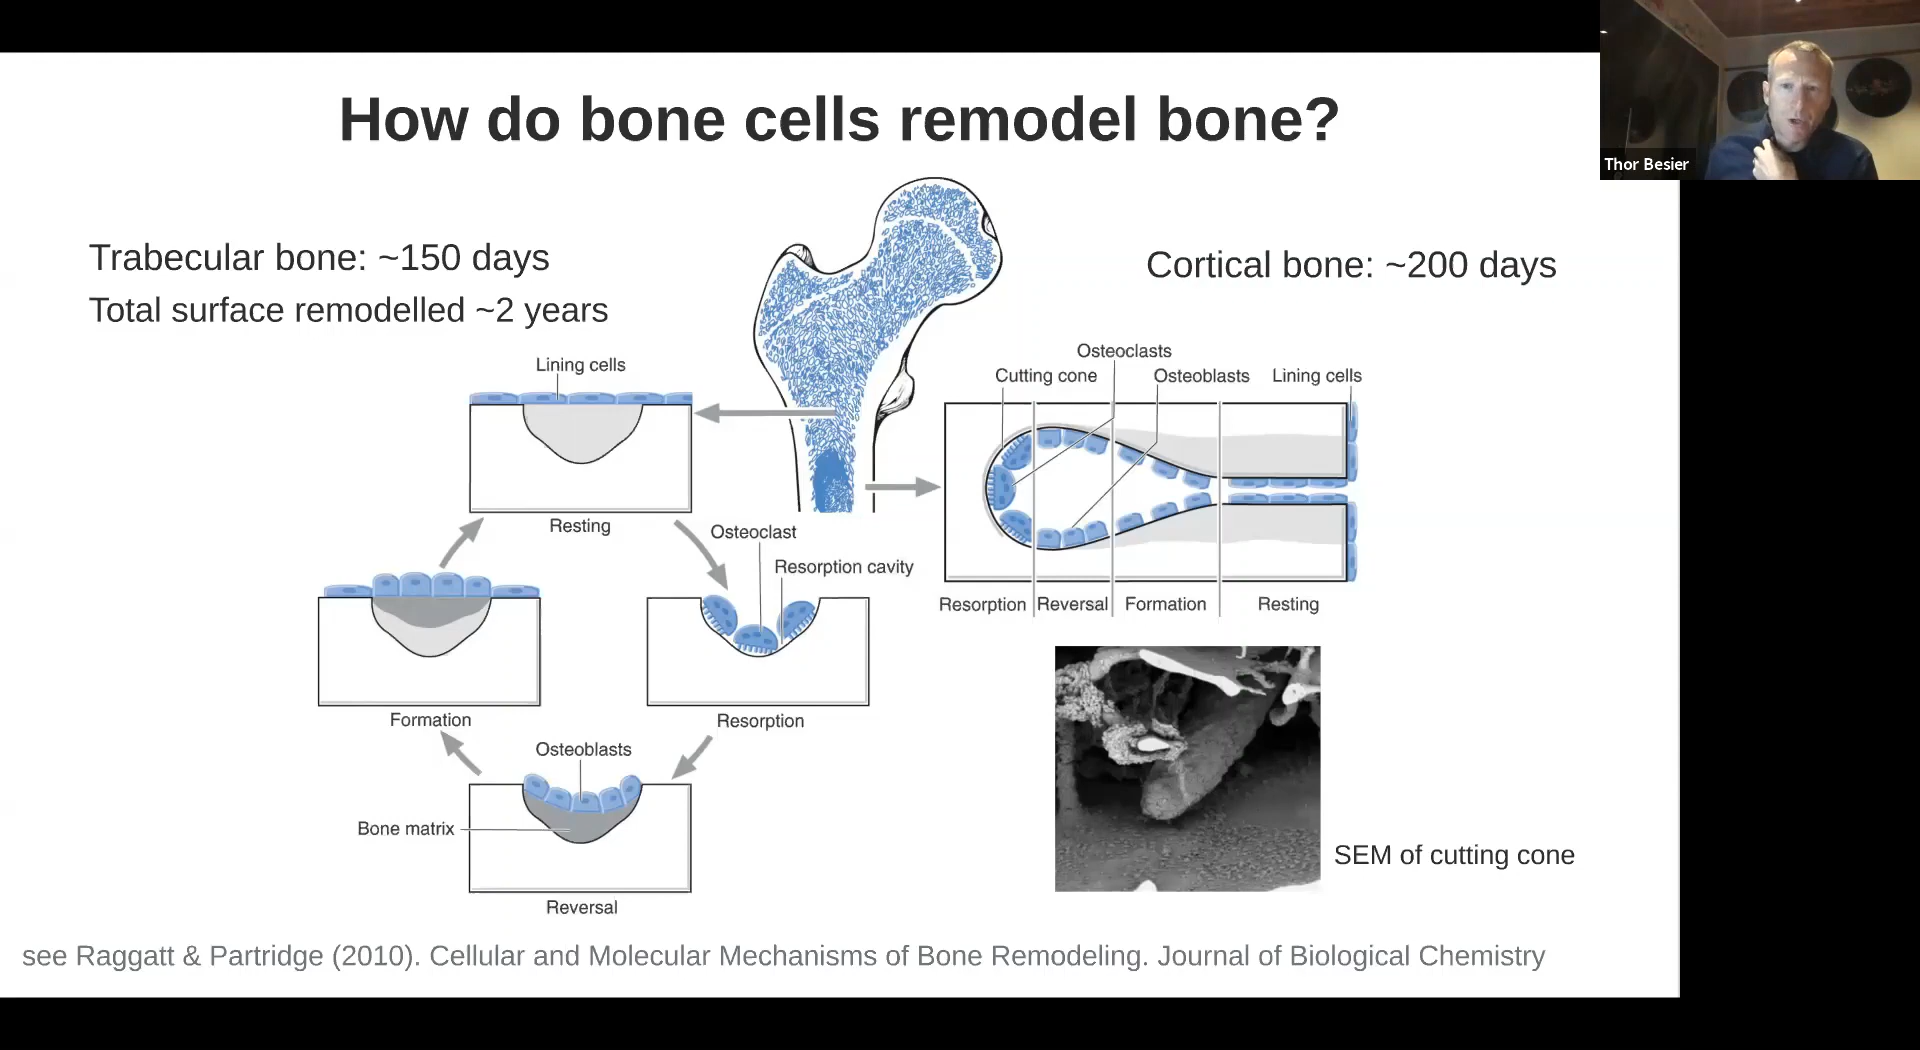 How do bone cells remodel bone?
Thor Besier
Trabecular bone: ~150 days
Total surface remodelled ~2 years
Cortical bone: ~200 days
Lining cells
Resting
Osteoclast
Resorption cavity
Resorption
Osteoblasts
Bone matrix
Reversal
Formation
Osteoclasts
Cutting cone
Osteoblasts
Lining cells
Resorption
Reversal
Formation
Resting
SEM of cutting cone
see Raggatt & Partridge (2010). Cellular and Molecular Mechanisms of Bone Remodeling. Journal of Biological Chemistry